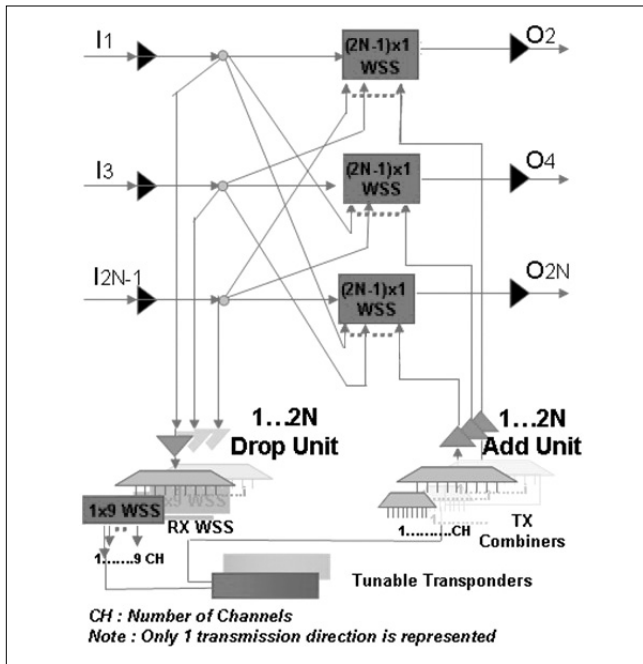 I1
(2N-1)x1
WSS
O2
I3
(2N-1)x1
WSS
O4
I2N-1
(2N-1)x1
WSS
O2N
1...2N
Drop Unit
1...2N
Add Unit
1x9 WSS
RX WSS
1.......9 CH
1..........CH
TX
Combiners
Tunable Transponders
CH : Number of Channels
Note : Only 1 transmission direction is represented